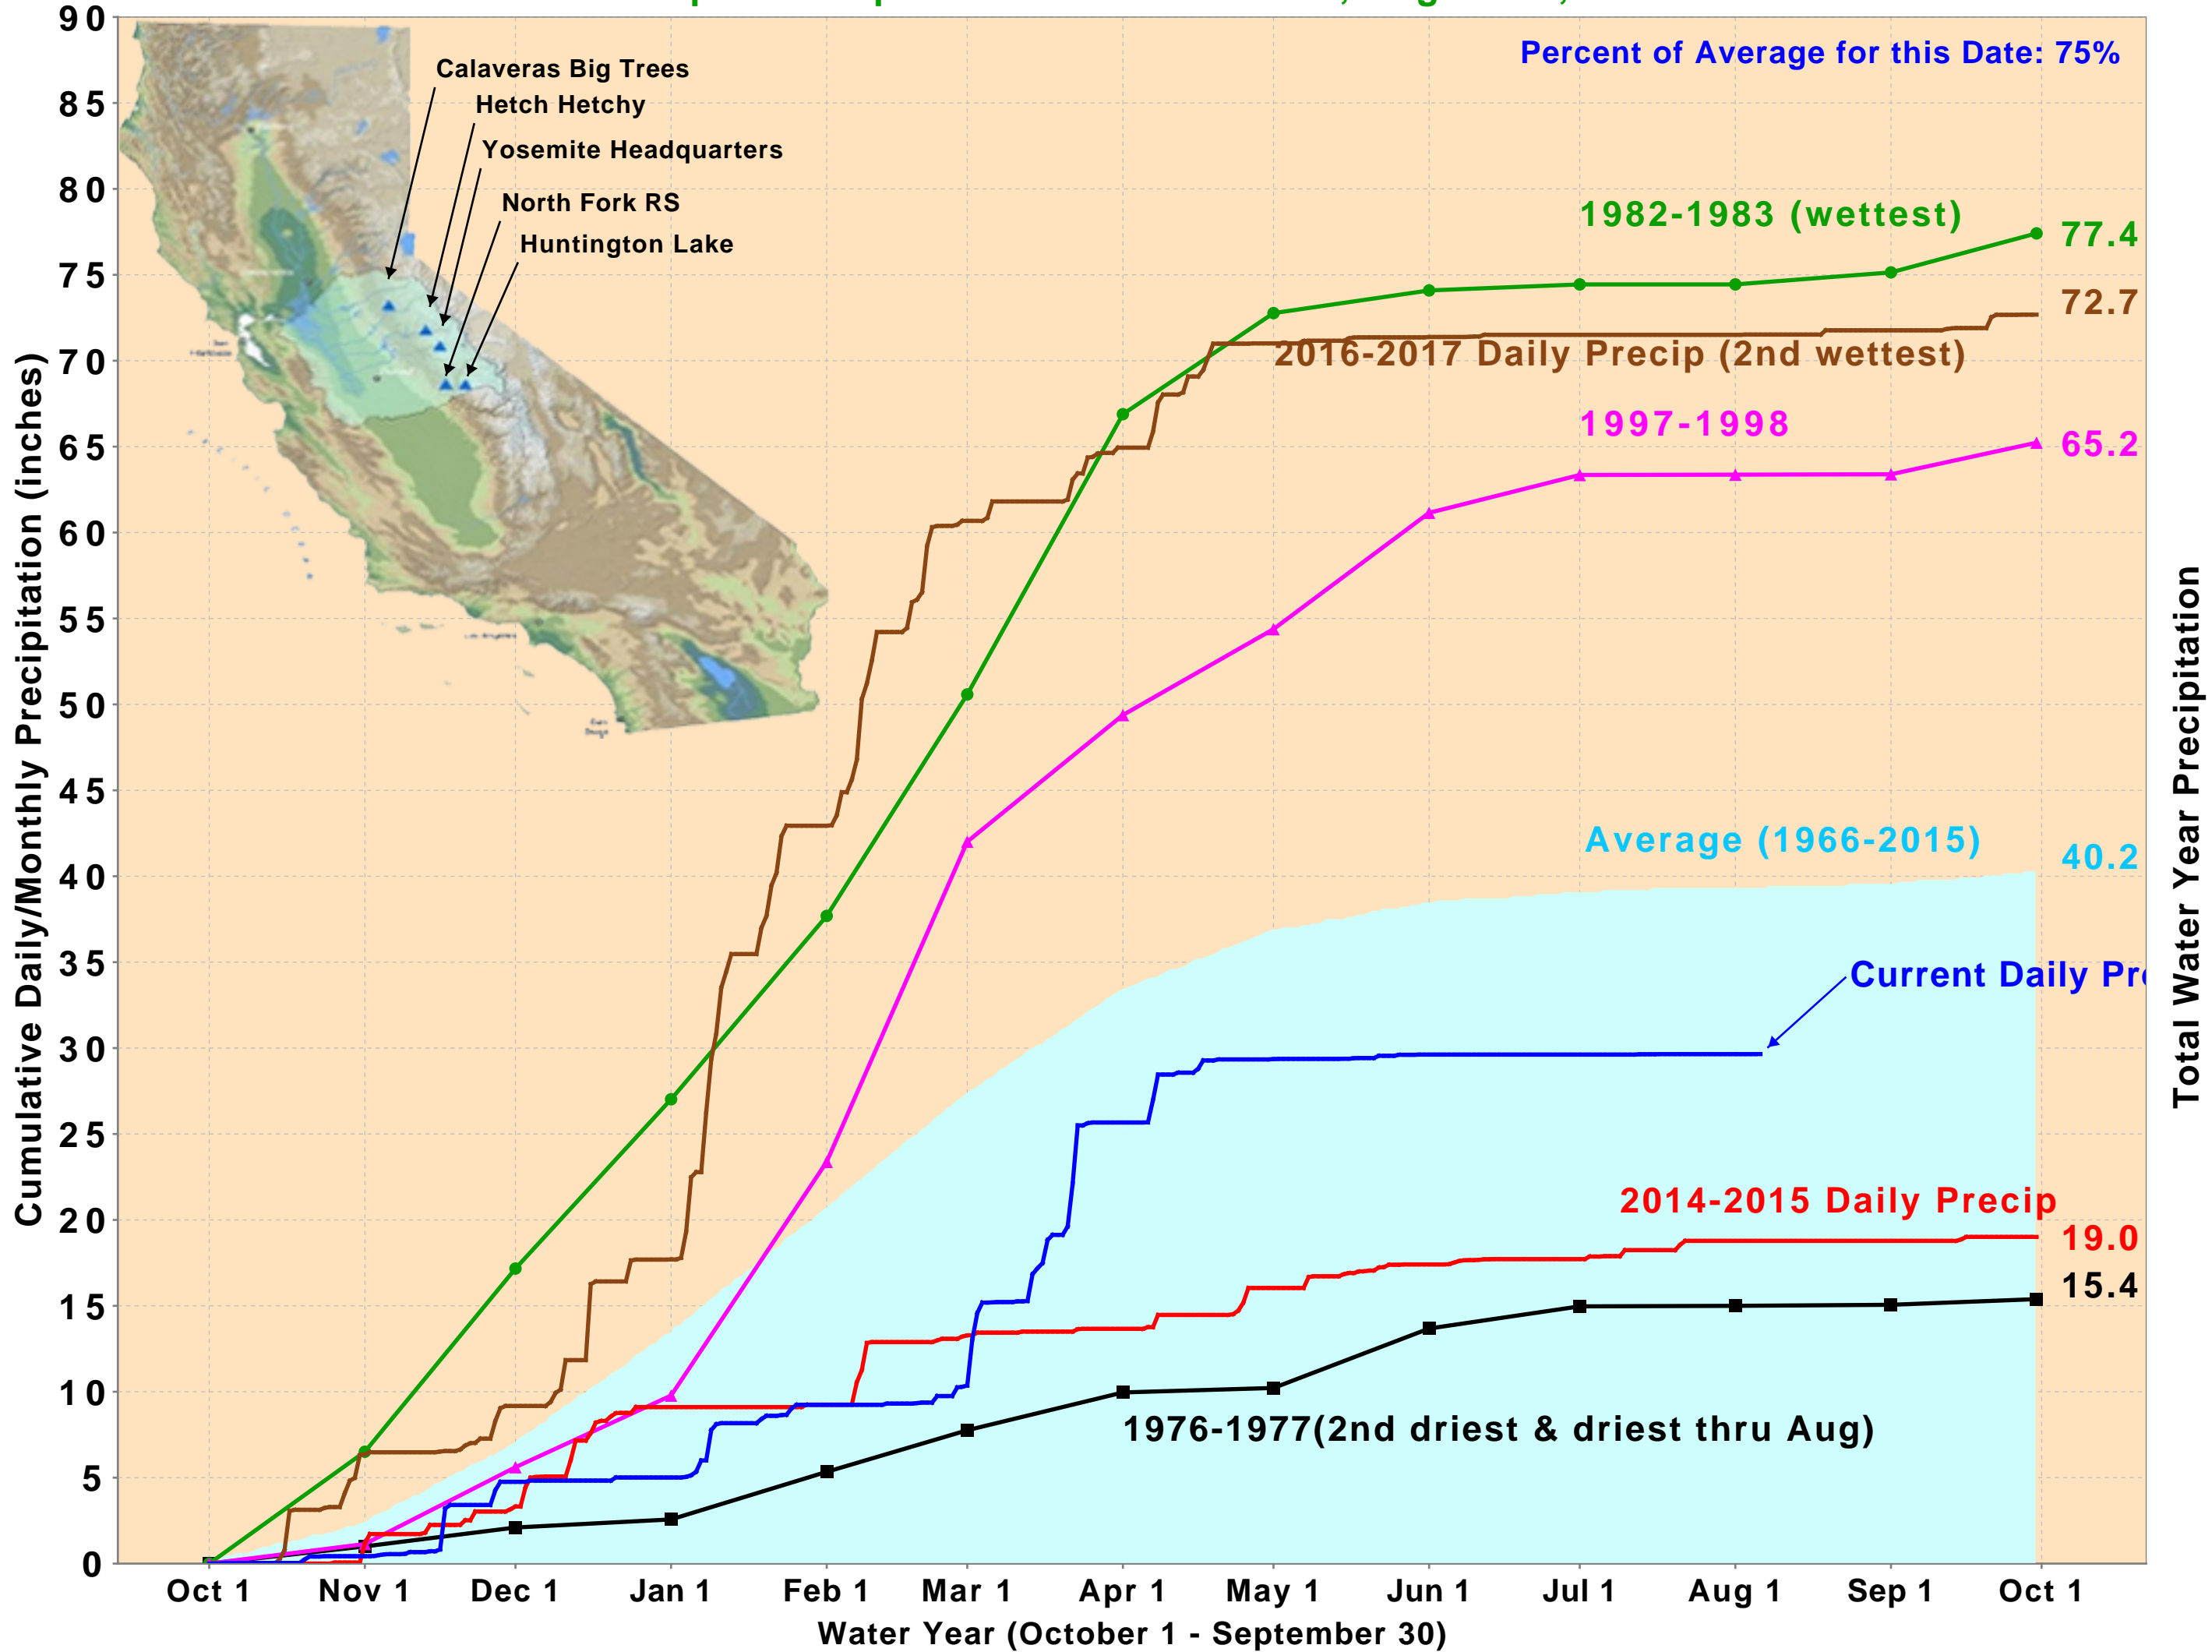 Percent of Average for this Date: 75%
Calaveras Big Trees
Hetch Hetchy
Yosemite Headquarters
North Fork RS
Huntington Lake
Cumulative Daily/Monthly Precipitation (inches)
90
85
80
75
70
65
60
55
50
45
40
35
30
25
20
15
10
5
0
1982-1983 (wettest)
77.4
72.7
2016-2017 Daily Precip (2nd wettest)
1997-1998
65.2
Average (1966-2015)
40.2
Current Daily Pre
2014-2015 Daily Precip
19.0
15.4
1976-1977(2nd driest & driest thru Aug)
Total Water Year Precipitation
Oct 1 Nov 1 Dec 1 Jan 1 Feb 1 Mar 1 Apr 1 May 1 Jun 1 Jul 1 Aug 1 Sep 1 Oct 1
Water Year (October 1 - September 30)